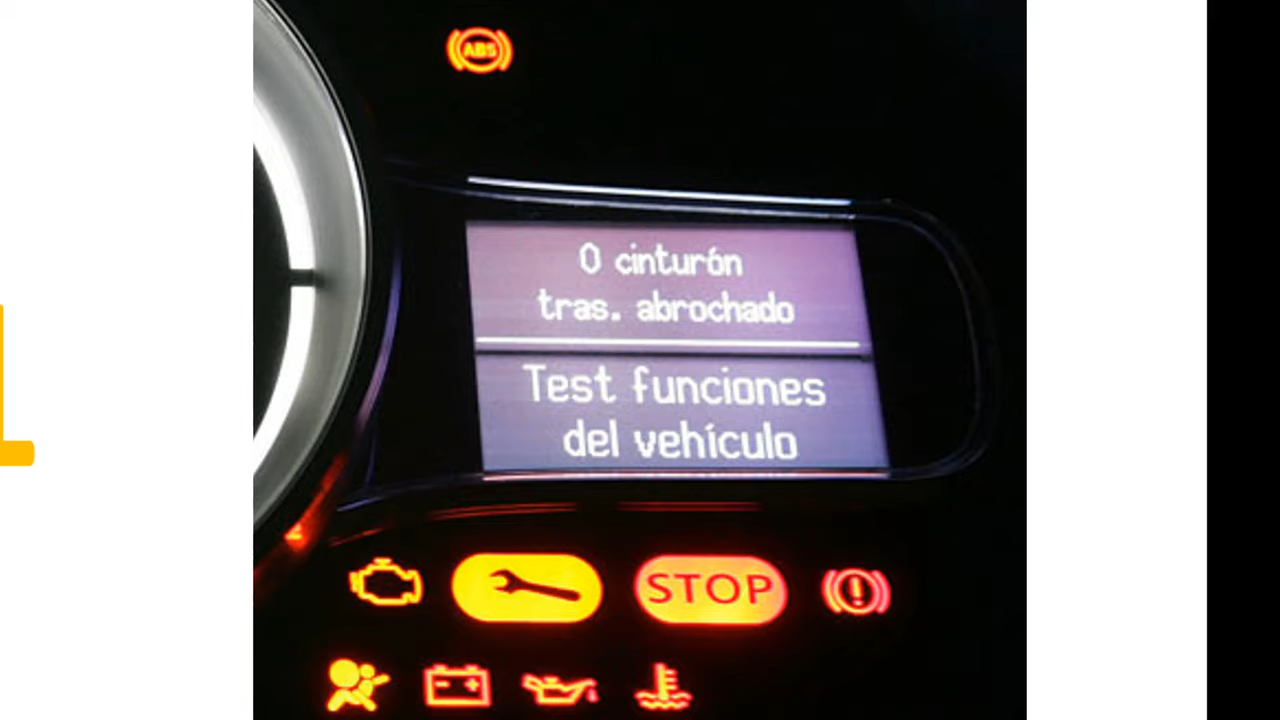 ABS
0 cinturón
tras. abrochado
Test funciones
del vehículo
STOP